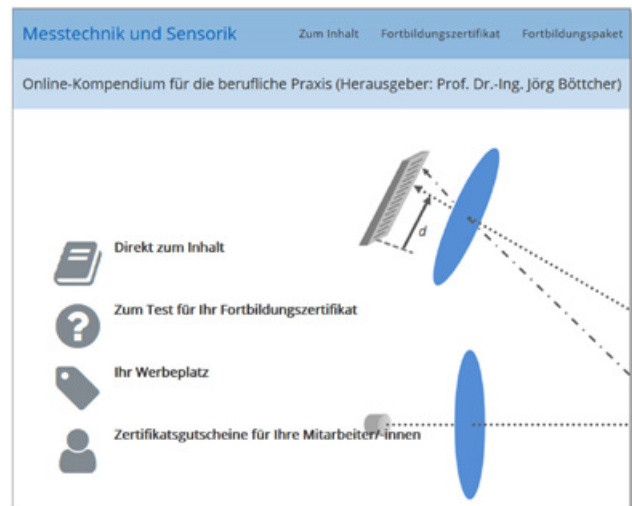 Messtechnik und Sensorik
Zum Inhalt Fortbildungszertifikat Fortbildungspaket
Online-Kompendium für die berufliche Praxis (Herausgeber: Prof. Dr.-Ing. Jörg Böttcher)
d
Direkt zum Inhalt
Zum Test für Ihr Fortbildungszertifikat
Ihr Werbeplatz
Zertifikatsgutscheine für Ihre Mitarbeiter/-innen